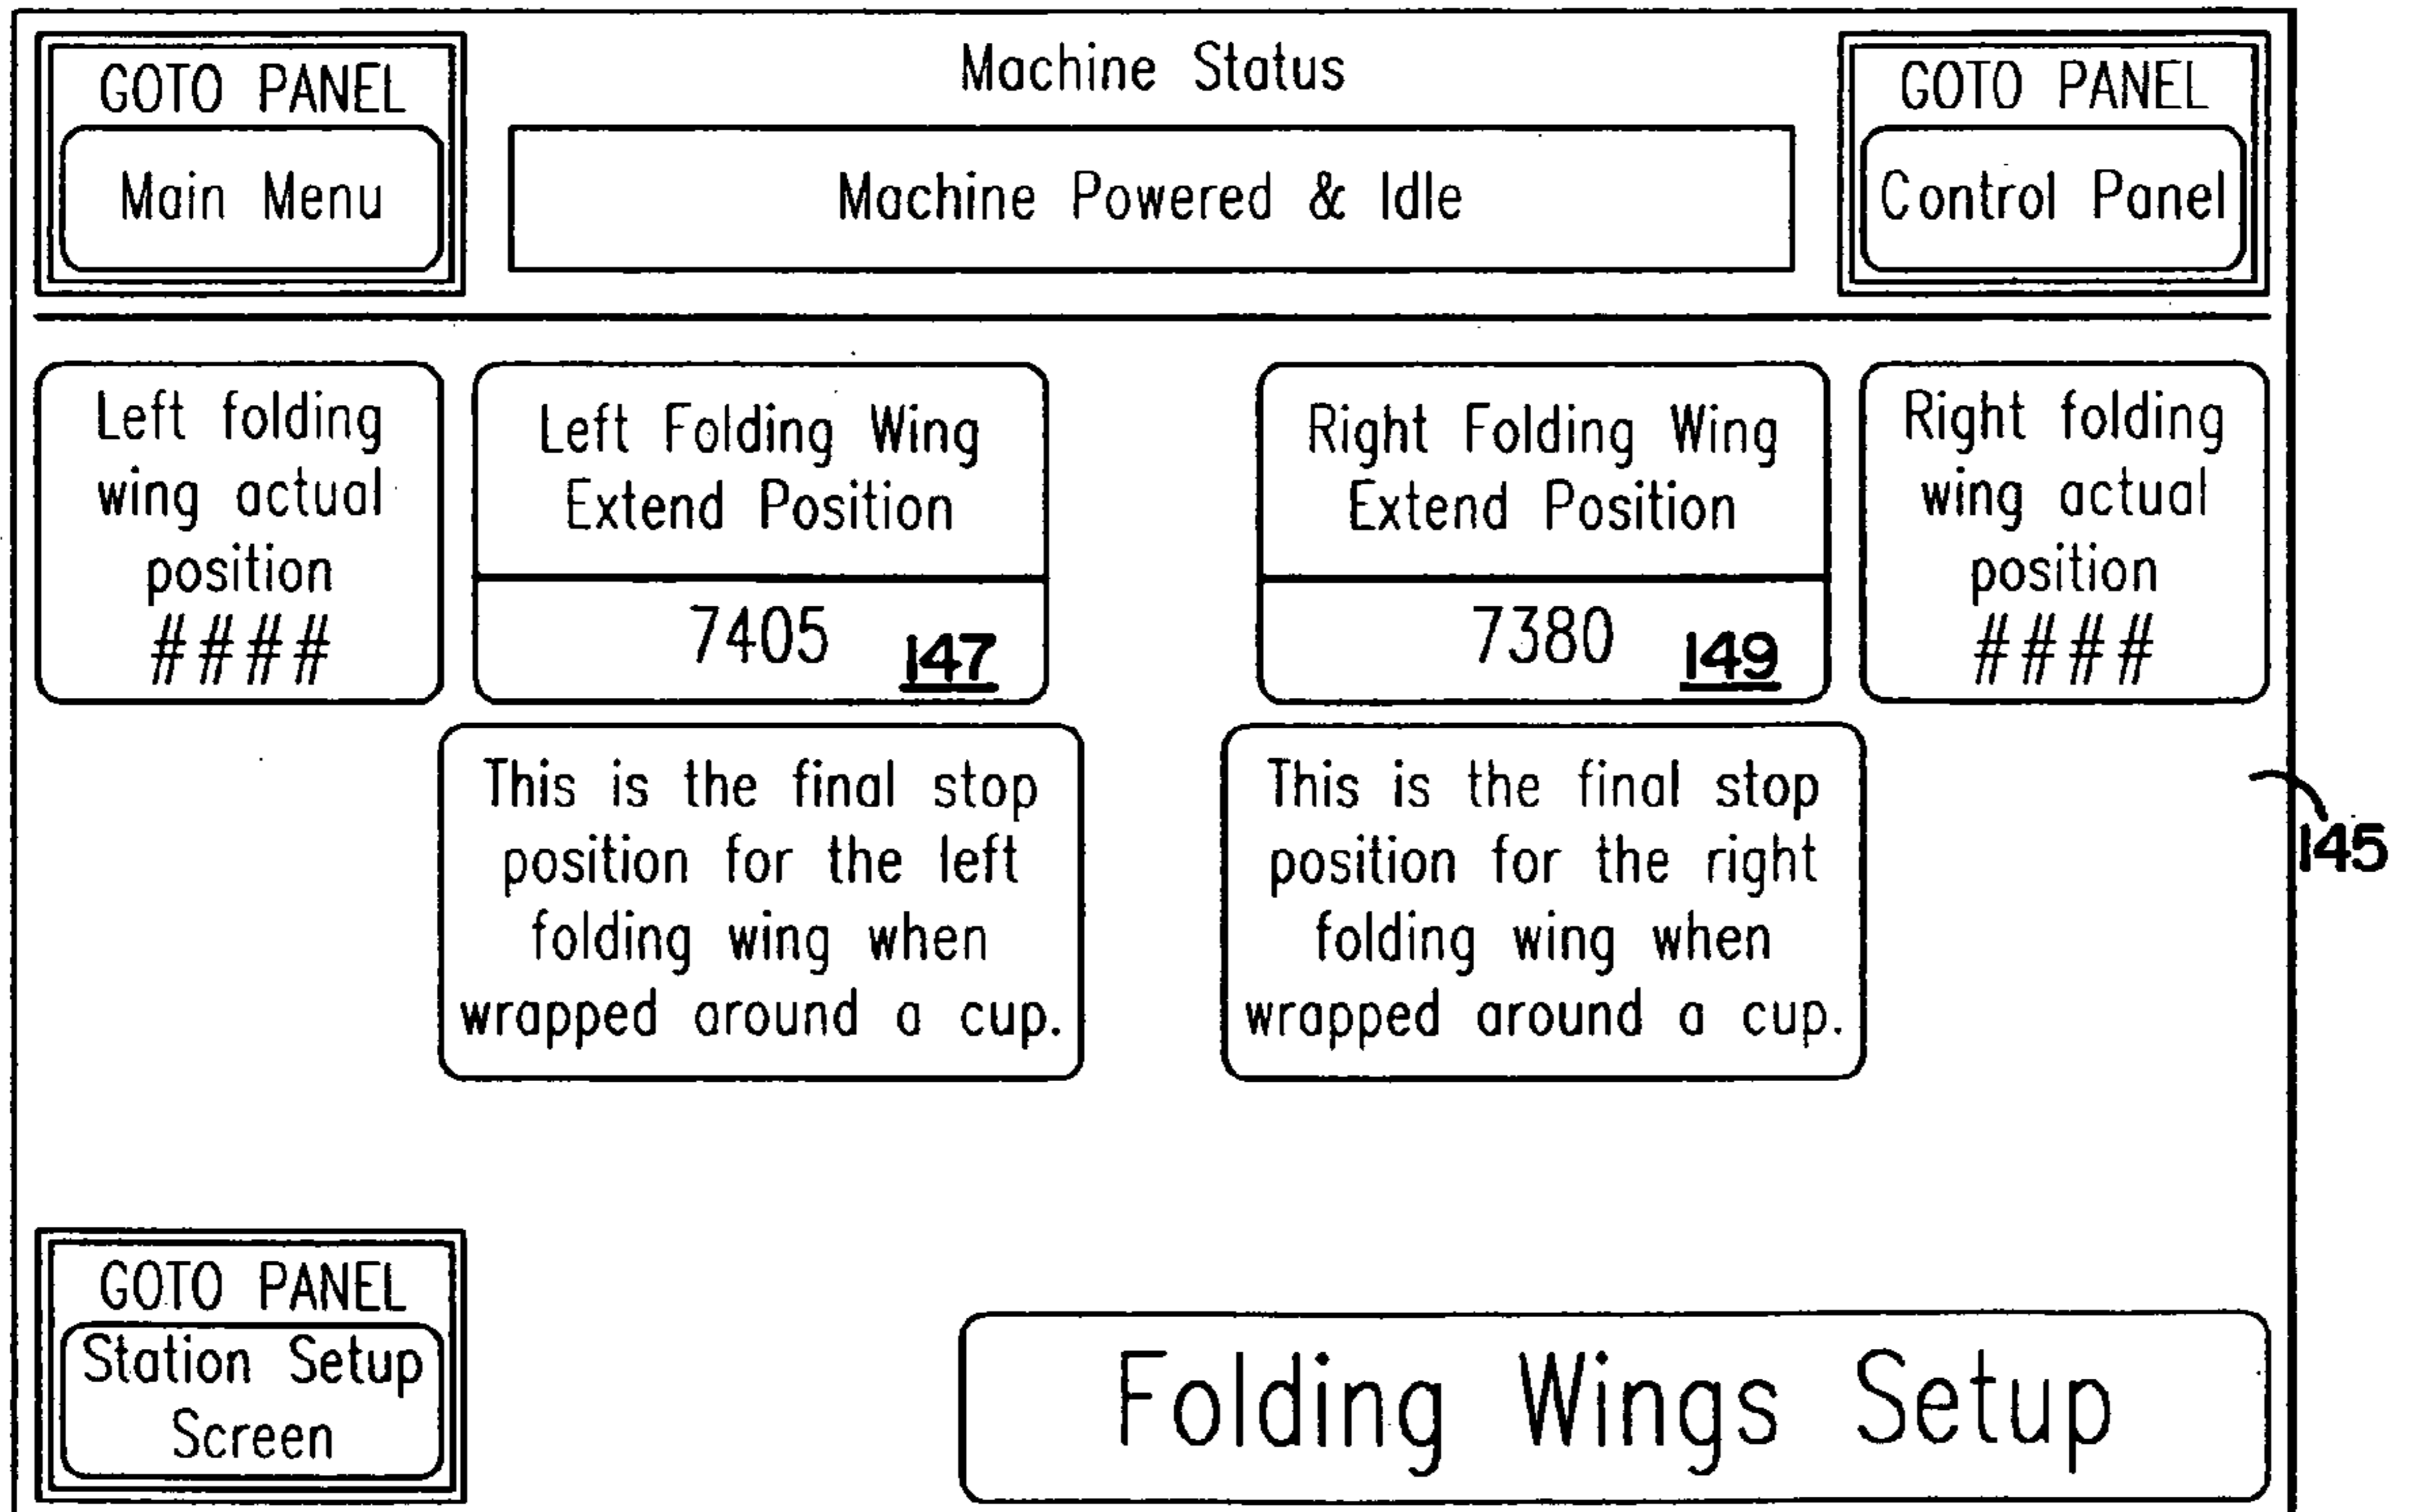 GOTO PANEL
Main Menu
Machine Status
Machine Powered & Idle
GOTO PANEL
Control Panel
Left folding
wing actual
position
####
Left Folding Wing
Extend Position
7405 147
Right Folding Wing
Extend Position
7380 149
Right folding
wing actual
position
####
This is the final stop
position for the left
folding wing when
wrapped around a cup.
This is the final stop
position for the right
folding wing when
wrapped around a cup.
145
GOTO PANEL
Station Setup
Screen
Folding Wings Setup